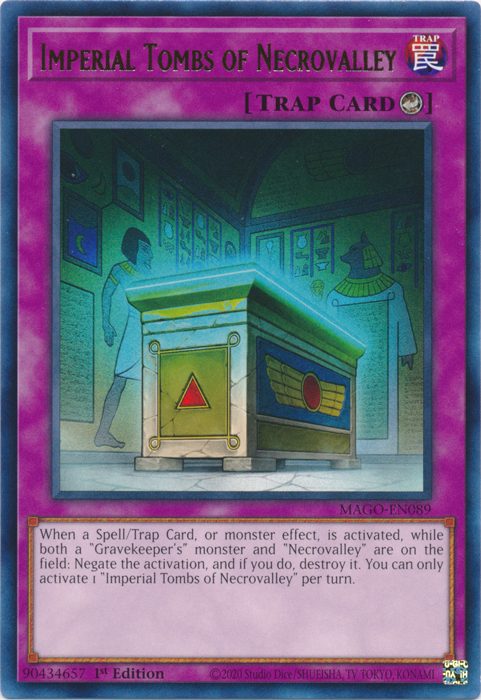 IMPERIAL TOMBS OF NECROVALLEY
TRAP
罠
[TRAP CARD]
MAGO-EN089
When a Spell/Trap Card, or monster effect, is activated, while
both a "Gravekeeper's" monster and "Necrovalley" are on the
field: Negate the activation, and if you do, destroy it. You can only
activate 1 "Imperial Tombs of Necrovalley" per turn.
90434657 1st Edition ©2020 Studio Dice/SHUEISHA, TV TOKYO, KONAMI